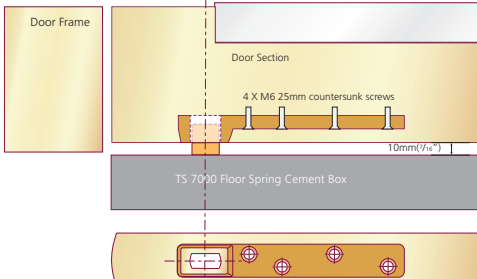 Door Frame
Door Section
4 X M6 25mm countersunk screws
10mm(7/16")
TS 7000 Floor Spring Cement Box